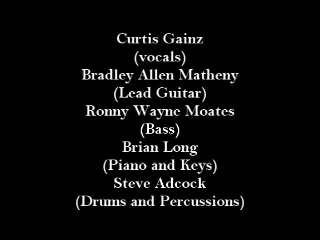 Curtis Gainz
(vocals)
Bradley Allen Matheny
(Lead Guitar)
Ronny Wayne Moates
(Bass)
Brian Long
(Piano and Keys)
Steve Adcock
(Drums and Percussions)